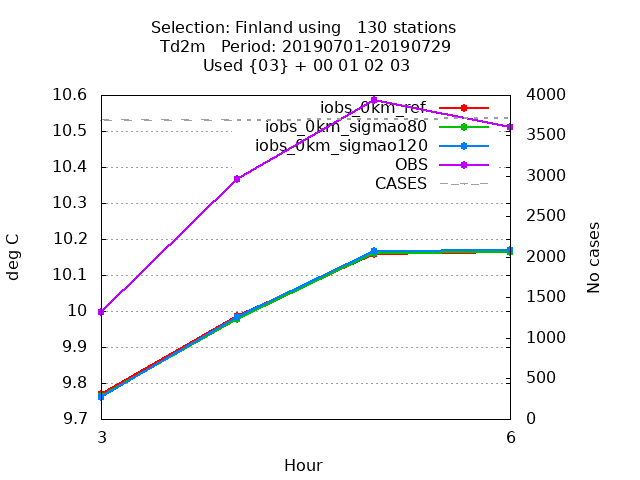 Selection: Finland using   130 stations
Td2m   Period: 20190701-20190729
Used {03} + 00 01 02 03
10.6
10.5
10.4
10.3
10.2
10.1
10
9.9
9.8
9.7
deg C
iobs_0km_ref
iobs_0km_sigmao80
iobs_0km_sigmao120
OBS
CASES
4000
3500
3000
2500
2000
1500
1000
500
0
No cases
3
6
Hour